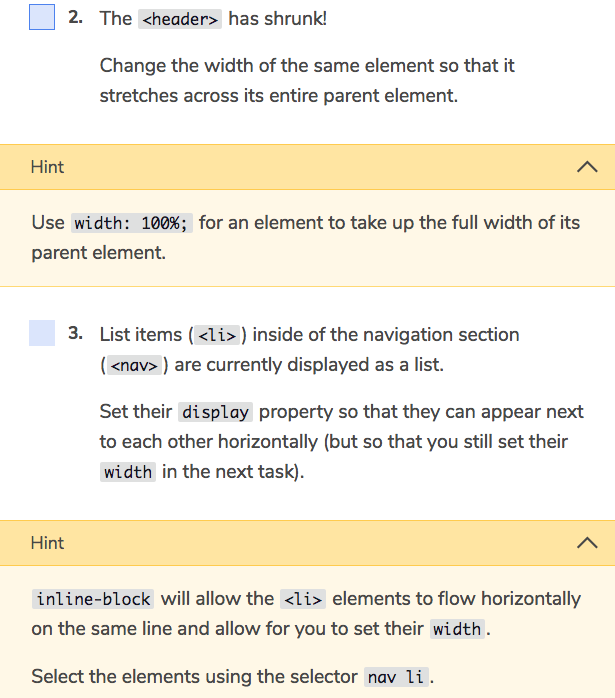 2. The <header> has shrunk!
Change the width of the same element so that it
stretches across its entire parent element.
Hint
Use width: 100%; for an element to take up the full width of its
parent element.
3. List items (<li>) inside of the navigation section
(<nav>) are currently displayed as a list.
Set their display property so that they can appear next
to each other horizontally (but so that you still set their
width in the next task).
Hint
inline-block will allow the <li> elements to flow horizontally
on the same line and allow for you to set their width.
Select the elements using the selector nav li.